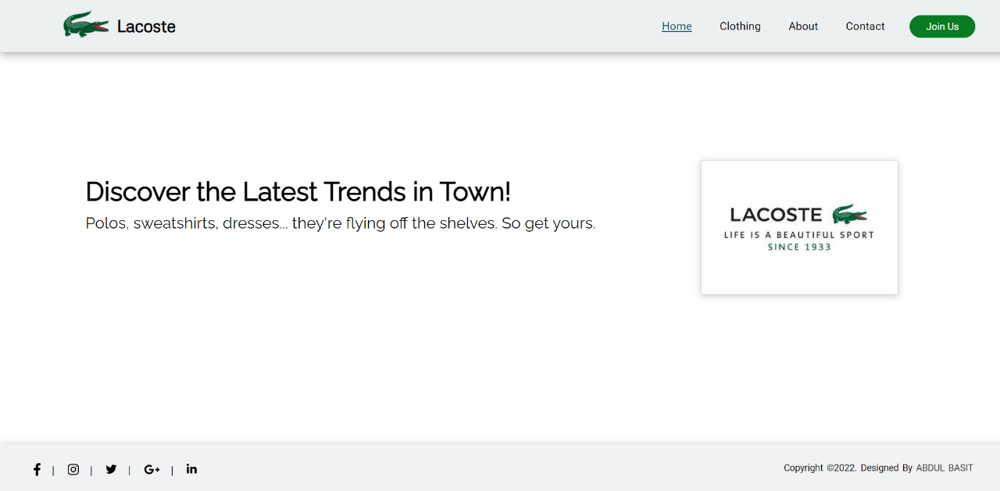 Lacoste
Home Clothing About Contact Join Us
Discover the Latest Trends in Town!
Polos, sweatshirts, dresses... they're flying off the shelves. So get yours.
LACOSTE
LIFE IS A BEAUTIFUL SPORT
SINCE 1933
| | | |
Copyright ©2022. Designed By ABDUL BASIT